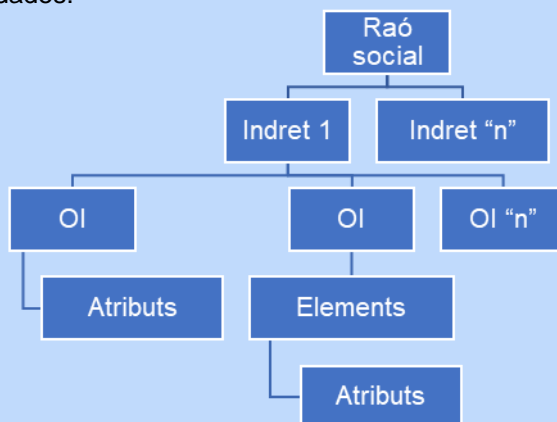 Raó
social
Indret 1
Indret “n”
OI
OI
OI “n”
Atributs
Elements
Atributs